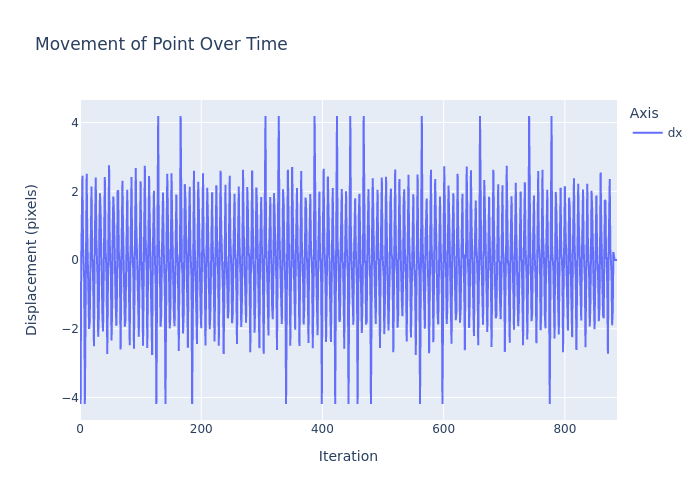 Movement of Point Over Time
Axis
dx
Displacement (pixels)
4
2
0
−2
−4
0 200 400 600 800
Iteration